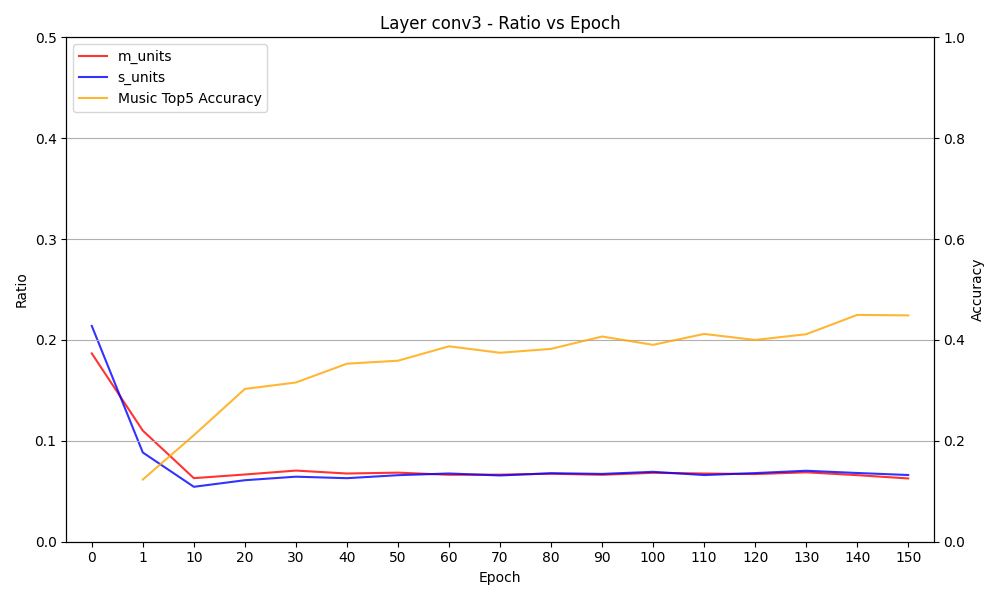 Layer conv3 - Ratio vs Epoch
m_units
s_units
Music Top5 Accuracy
0.5
0.4
0.3
0.2
0.1
0.0
Ratio
1.0
0.8
0.6
0.4
0.2
0.0
Accuracy
0 1 10 20 30 40 50 60 70 80 90 100 110 120 130 140 150
Epoch